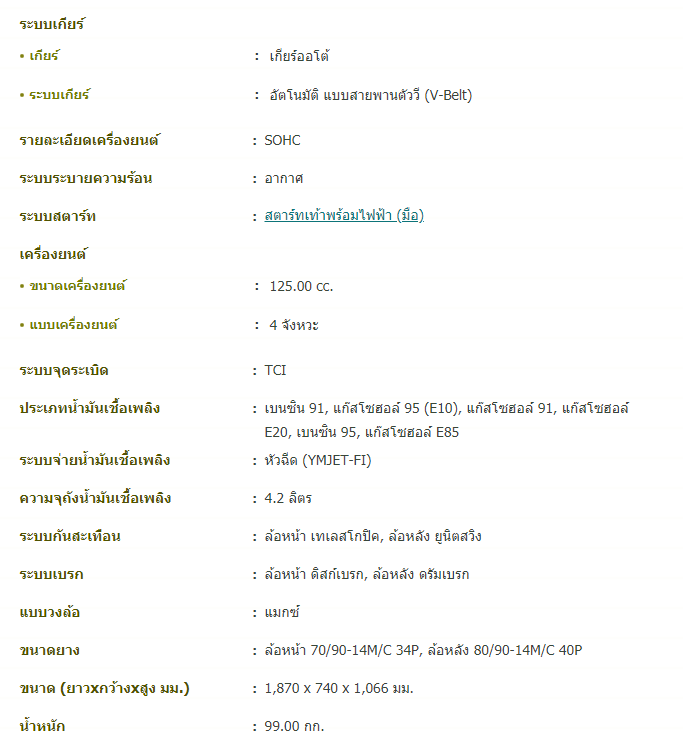 ระบบเกียร์
• เกียร์ : เกียร์ออโต้
• ระบบเกียร์ : อัตโนมัติ แบบสายพานตัววี (V-Belt)
รายละเอียดเครื่องยนต์ : SOHC
ระบบระบายความร้อน : อากาศ
ระบบสตาร์ท : สตาร์ทเท้าพร้อมไฟฟ้า (มือ)
เครื่องยนต์
• ขนาดเครื่องยนต์ : 125.00 cc.
• แบบเครื่องยนต์ : 4 จังหวะ
ระบบจุดระเบิด : TCI
ประเภทน้ำมันเชื้อเพลิง : เบนซิน 91, แก๊สโซฮอล์ 95 (E10), แก๊สโซฮอล์ 91, แก๊สโซฮอล์
E20, เบนซิน 95, แก๊สโซฮอล์ E85
ระบบจ่ายน้ำมันเชื้อเพลิง : หัวฉีด (YMJET-FI)
ความจุถังน้ำมันเชื้อเพลิง : 4.2 ลิตร
ระบบกันสะเทือน : ล้อหน้า เทเลสโกปิค, ล้อหลัง ยูนิตสวิง
ระบบเบรก : ล้อหน้า ดิสก์เบรก, ล้อหลัง ดรัมเบรก
แบบวงล้อ : แมกซ์
ขนาดยาง : ล้อหน้า 70/90-14M/C 34P, ล้อหลัง 80/90-14M/C 40P
ขนาด (ยาวxกว้างxสูง มม.) : 1,870 x 740 x 1,066 มม.
น้ำหนัก : 99.00 กก.